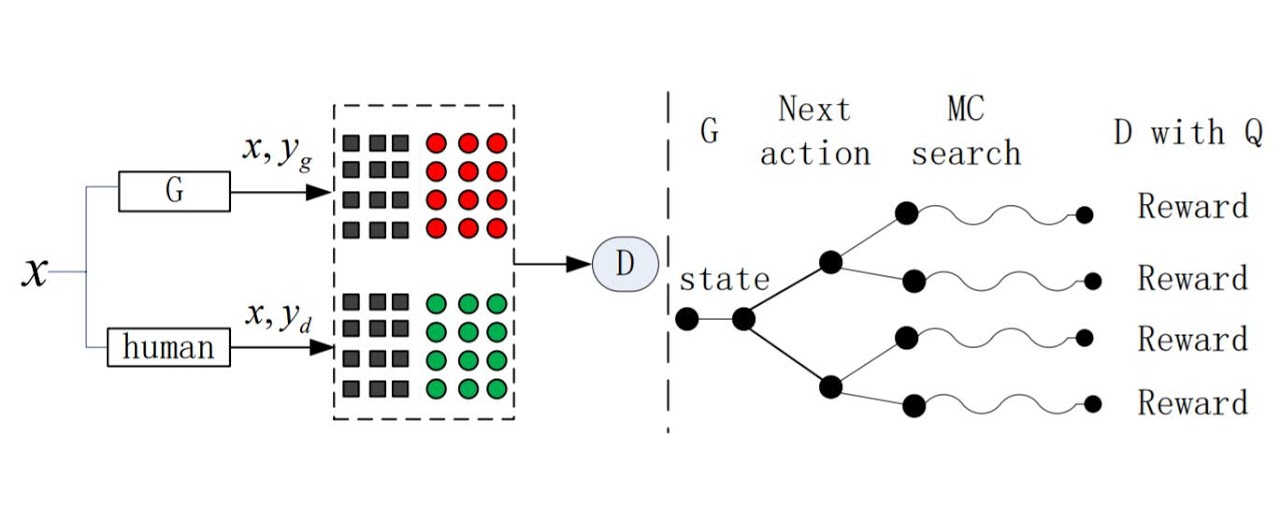 x
G
human
x, y_g
x, y_d
D
G
Next
action
MC
search
D with Q
state
Reward
Reward
Reward
Reward